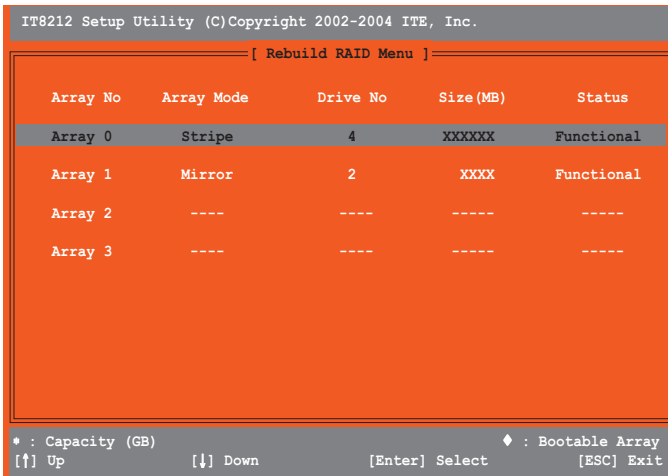 IT8212 Setup Utility (C)Copyright 2002-2004 ITE, Inc.
[ Rebuild RAID Menu ]
Array No Array Mode Drive No Size(MB) Status
Array 0 Stripe 4 XXXXXX Functional
Array 1 Mirror 2 XXXX Functional
Array 2 ---- ---- ----- -----
Array 3 ---- ---- ----- -----
* : Capacity (GB) ♦ : Bootable Array
[↑] Up [↓] Down [Enter] Select [ESC] Exit